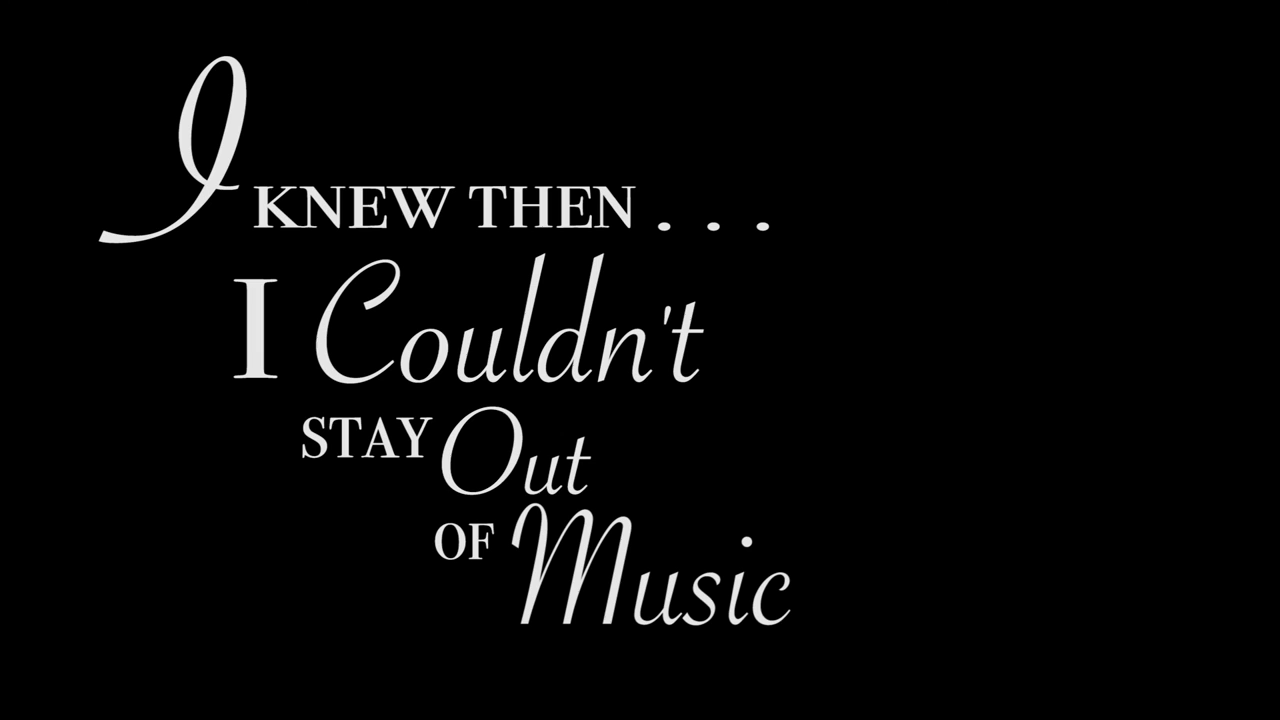 I KNEW THEN . . .
I Couldn't
STAY Out
OF Music